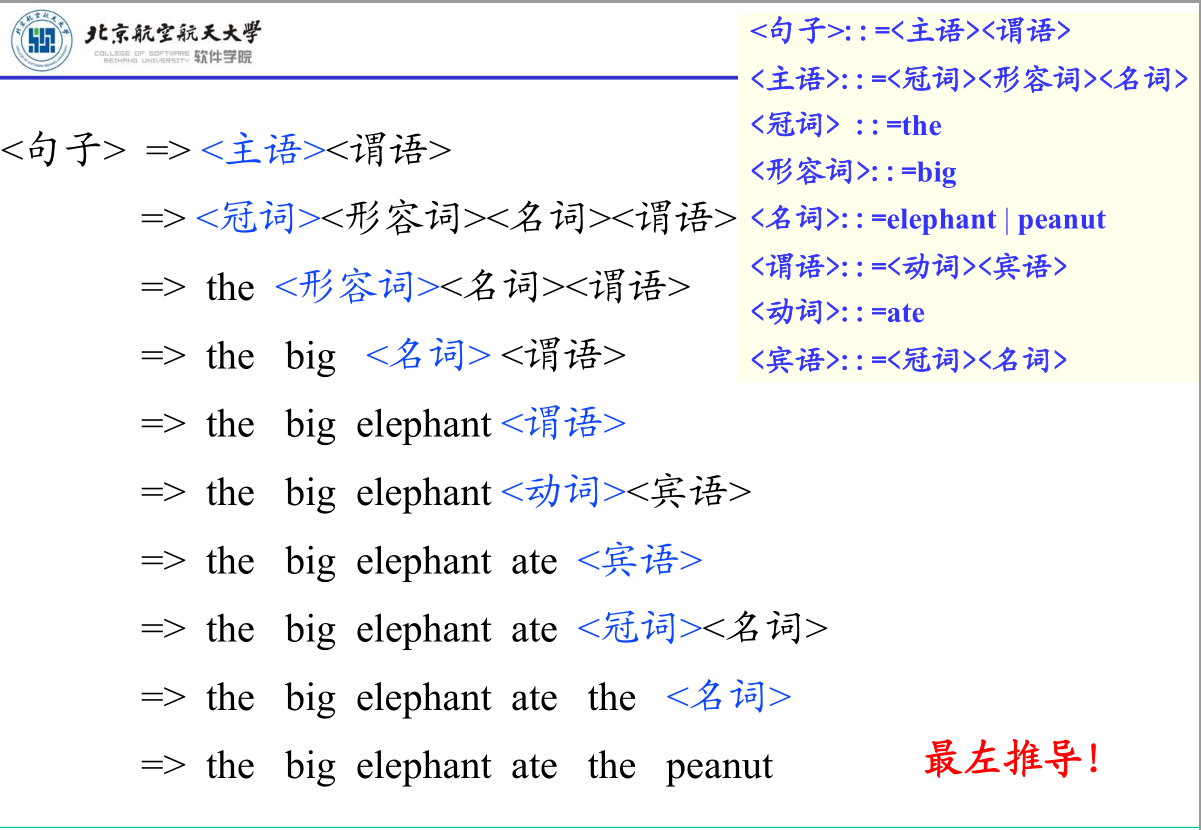 北京航空航天大學
COLLEGE OF SOFTWARE
BEIHANG UNIVERSITY 软件学院
<句子>::=<主语><谓语>
<主语>::=<冠词><形容词><名词>
<冠词> ::=the
<形容词>::=big
<名词>::=elephant | peanut
<谓语>::=<动词><宾语>
<动词>::=ate
<宾语>::=<冠词><名词>
<句子> => <主语><谓语>
=> <冠词><形容词><名词><谓语>
=> the <形容词><名词><谓语>
=> the big <名词> <谓语>
=> the big elephant <谓语>
=> the big elephant <动词><宾语>
=> the big elephant ate <宾语>
=> the big elephant ate <冠词><名词>
=> the big elephant ate the <名词>
=> the big elephant ate the peanut
最左推导!